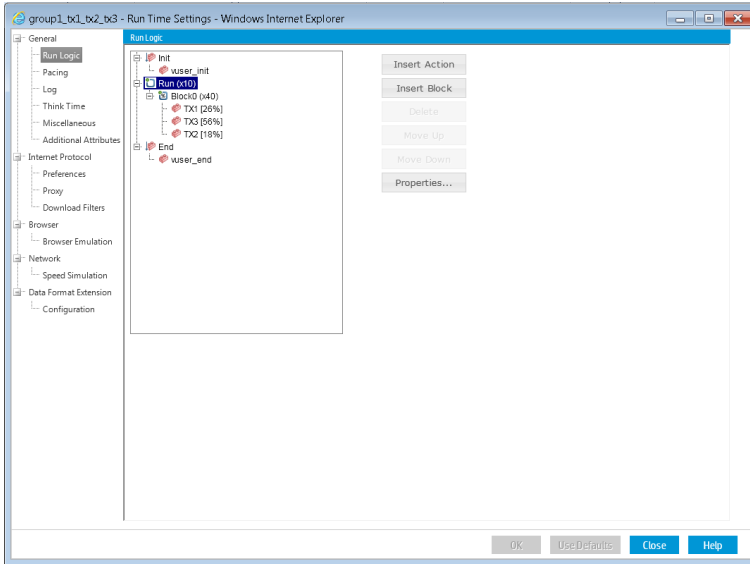 group1_tx1_tx2_tx3 - Run Time Settings - Windows Internet Explorer
General
Run Logic
Pacing
Log
Think Time
Miscellaneous
Additional Attributes
Internet Protocol
Preferences
Proxy
Download Filters
Browser
Browser Emulation
Network
Speed Simulation
Data Format Extension
Configuration
Run Logic
Init
vuser_init
Run (x10)
Block0 (x40)
TX1 [26%]
TX3 [56%]
TX2 [18%]
End
vuser_end
Insert Action
Insert Block
Delete
Move Up
Move Down
Properties...
OK
Use Defaults
Close
Help